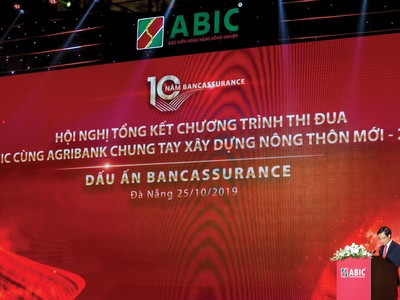 ABIC
BẢO HIỂM NGÂN HÀNG NÔNG NGHIỆP
10 NĂM BANCASSURANCE
HỘI NGHỊ TỔNG KẾT CHƯƠNG TRÌNH THI ĐUA
IC CÙNG AGRIBANK CHUNG TAY XÂY DỰNG NÔNG THÔN MỚI - 2
DẤU ẤN BANCASSURANCE
Đà Nẵng 25/10/2019
ABIC